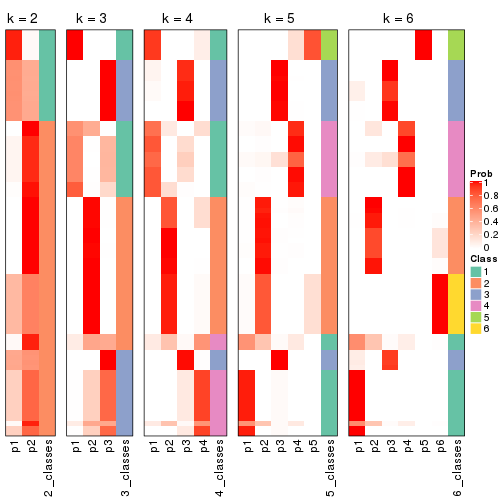 k = 2
k = 3
k = 4
k = 5
k = 6
Prob
1
0.8
0.6
0.4
0.2
0
Class
1
2
3
4
5
6
p1
p2
2_classes
p1
p2
p3
3_classes
p1
p2
p3
p4
4_classes
p1
p2
p3
p4
p5
5_classes
p1
p2
p3
p4
p5
p6
6_classes